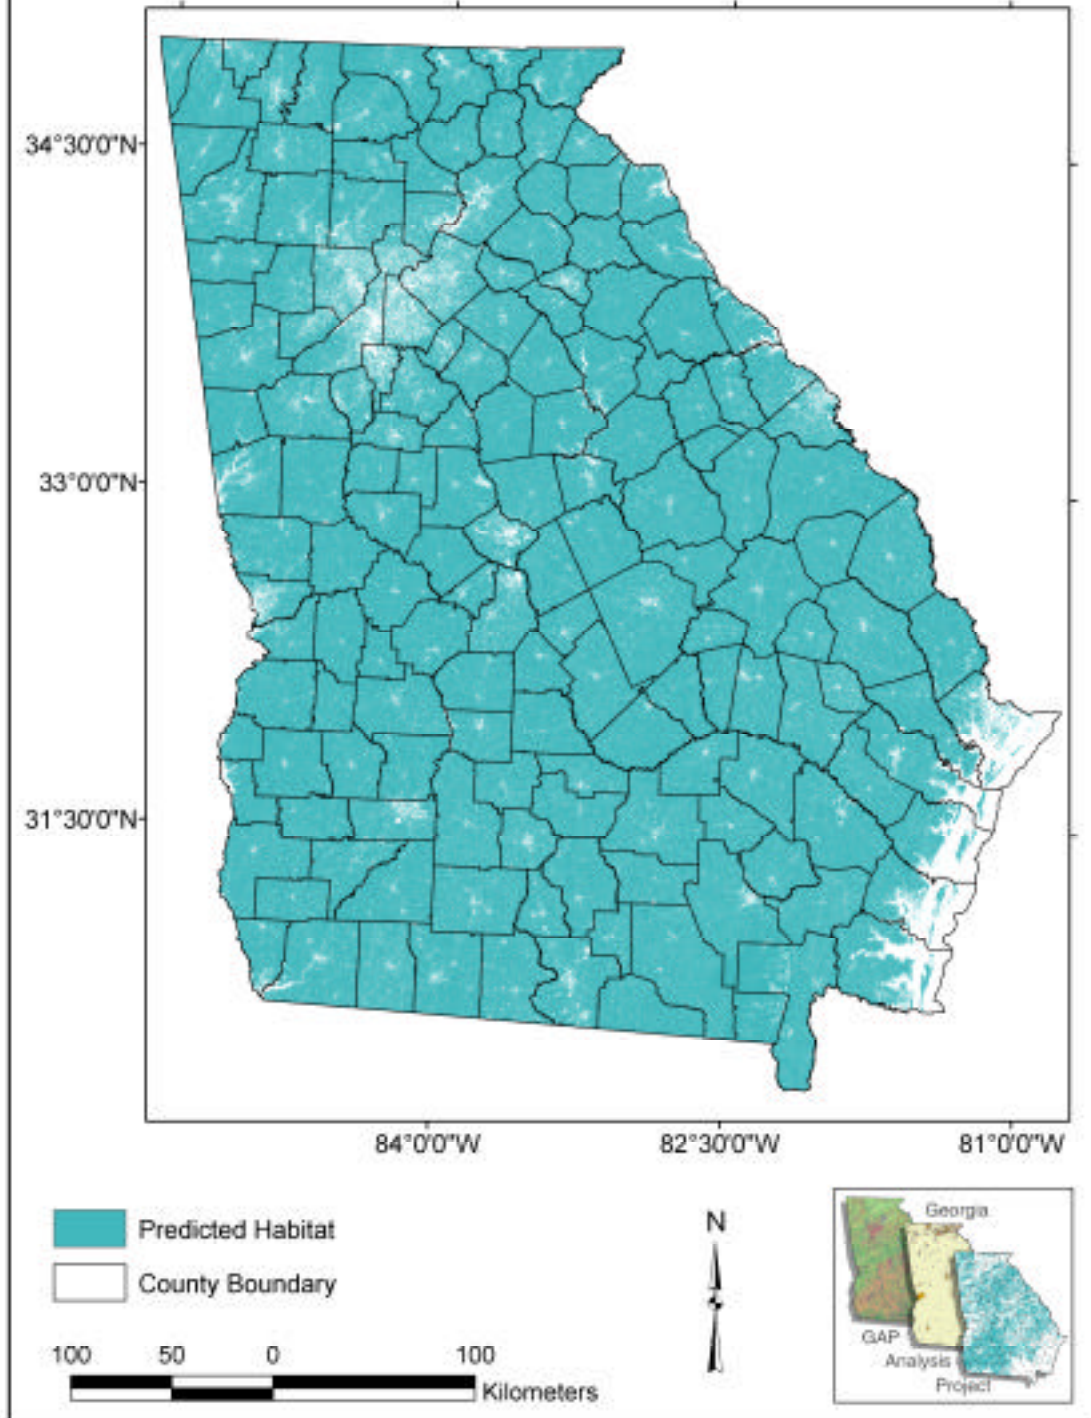 34°30'0"N
33°0'0"N
31°30'0"N
84°0'0"W 82°30'0"W 81°0'0"W
Predicted Habitat
County Boundary
N
100 50 0 100
Kilometers
Georgia
GAP
Analysis
Project